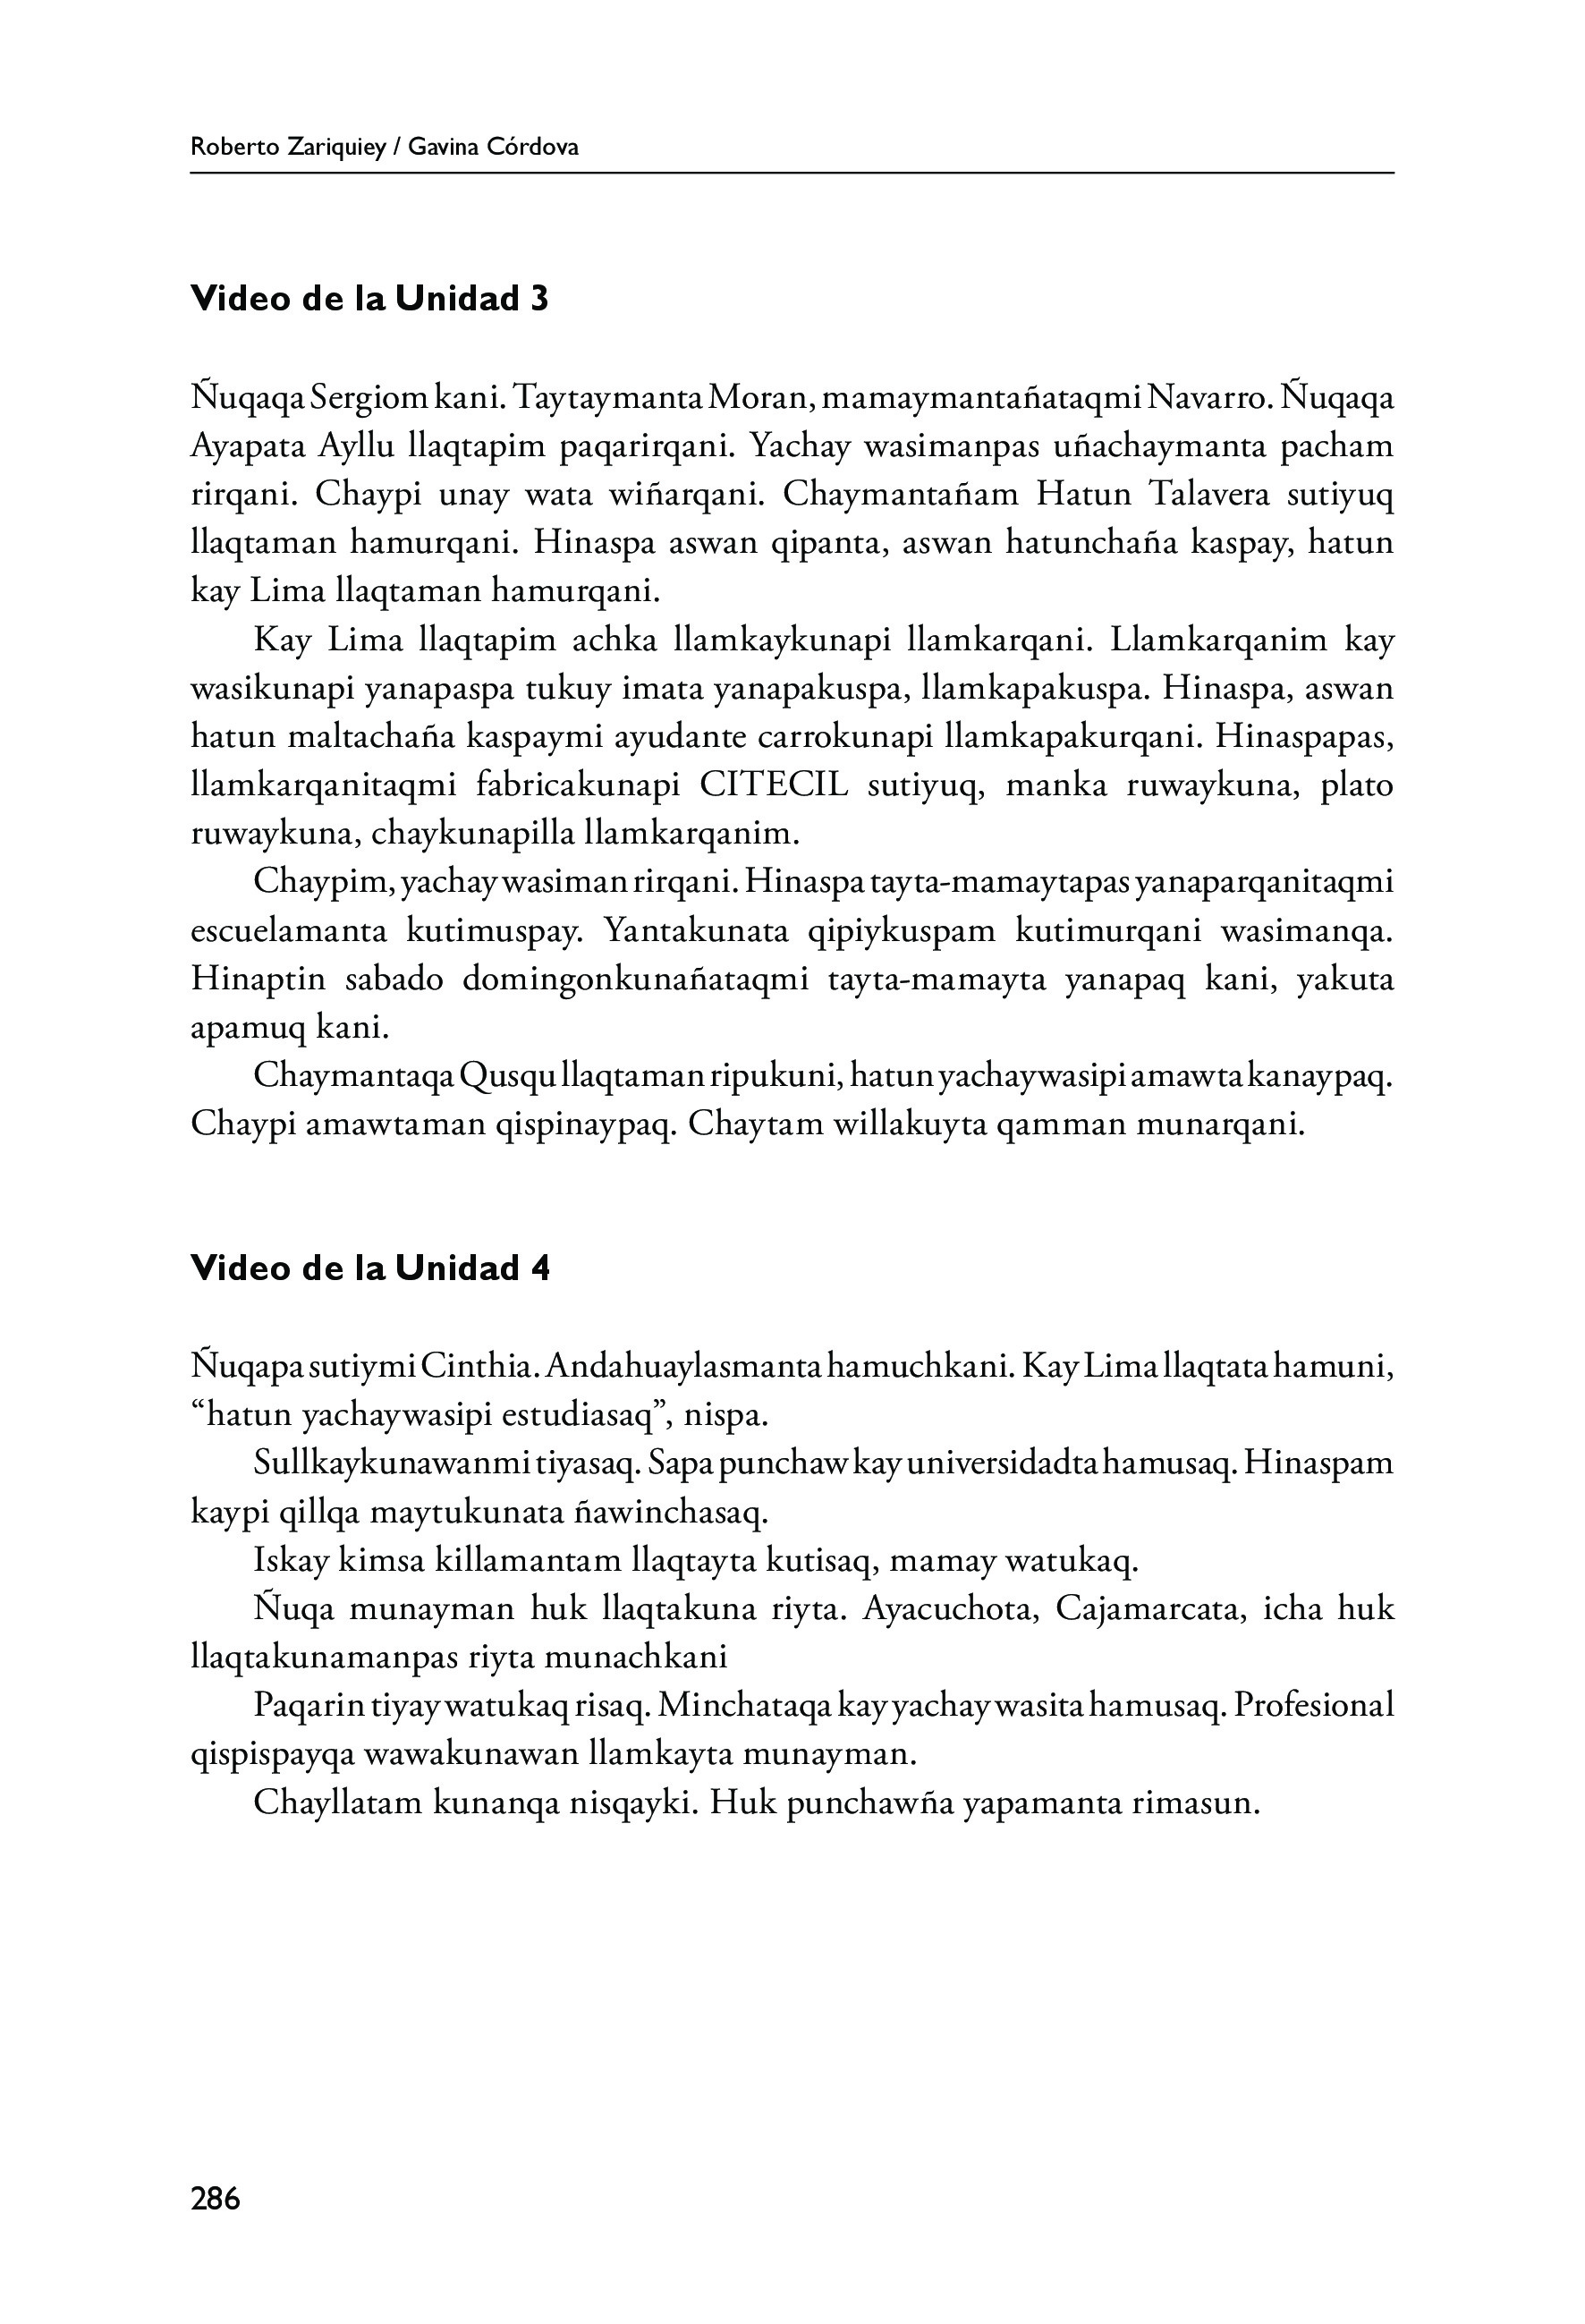 Roberto Zariquiey / Gavina Córdova
Video de la Unidad 3
Ñuqaqa Sergiom kani. Taytaymanta Moran, mamaymantañataqmi Navarro. Ñuqaqa
Ayapata Ayllu llaqtapim paqarirqani. Yachay wasimanpas uñachaymanta pacham
rirqani. Chaypi unay wata wiñarqani. Chaymantañam Hatun Talavera sutiyuq
llaqtaman hamurqani. Hinaspa aswan qipanta, aswan hatunchaña kaspay, hatun
kay Lima llaqtaman hamurqani.
Kay Lima llaqtapim achka llamkaykunapi llamkarqani. Llamkarqanim kay
wasikunapi yanapaspa tukuy imata yanapakuspa, llamkapakuspa. Hinaspa, aswan
hatun maltachaña kaspaymi ayudante carrokunapi llamkapakurqani. Hinaspapas,
llamkarqanitaqmi fabricakunapi CITECIL sutiyuq, manka ruwaykuna, plato
ruwaykuna, chaykunapilla llamkarqanim.
Chaypim, yachay wasiman rirqani. Hinaspa tayta-mamaytapas yanaparqanitaqmi
escuelamanta kutimuspay. Yantakunata qipiykuspam kutimurqani wasimanqa.
Hinaptin sabado domingonkunañataqmi tayta-mamayta yanapaq kani, yakuta
apamuq kani.
Chaymantaqa Qusqu llaqtaman ripukuni, hatun yachaywasipi amawta kanaypaq.
Chaypi amawtaman qispinaypaq. Chaytam willakuyta qamman munarqani.
Video de la Unidad 4
Ñuqapa sutiymi Cinthia. Andahuaylasmanta hamuchkani. Kay Lima llaqtata hamuni,
“hatun yachaywasipi estudiasaq”, nispa.
Sullkaykunawanmi tiyasaq. Sapa punchaw kay universidadta hamusaq. Hinaspam
kaypi qillqa maytukunata ñawinchasaq.
Iskay kimsa killamantam llaqtayta kutisaq, mamay watukaq.
Ñuqa munayman huk llaqtakuna riyta. Ayacuchota, Cajamarcata, icha huk
llaqtakunamanpas riyta munachkani
Paqarin tiyay watukaq risaq. Minchataqa kay yachay wasita hamusaq. Profesional
qispispayqa wawakunawan llamkayta munayman.
Chayllatam kunanqa nisqayki. Huk punchawña yapamanta rimasun.
286